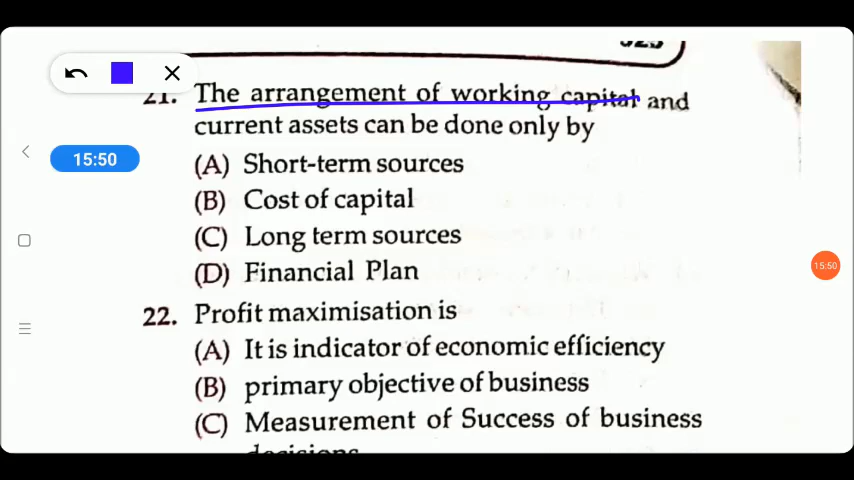 21. The arrangement of working capital and
current assets can be done only by
15:50
(A) Short-term sources
(B) Cost of capital
(C) Long term sources
15:50
(D) Financial Plan
22. Profit maximisation is
(A) It is indicator of economic efficiency
(B) primary objective of business
(C) Measurement of Success of business
decisions